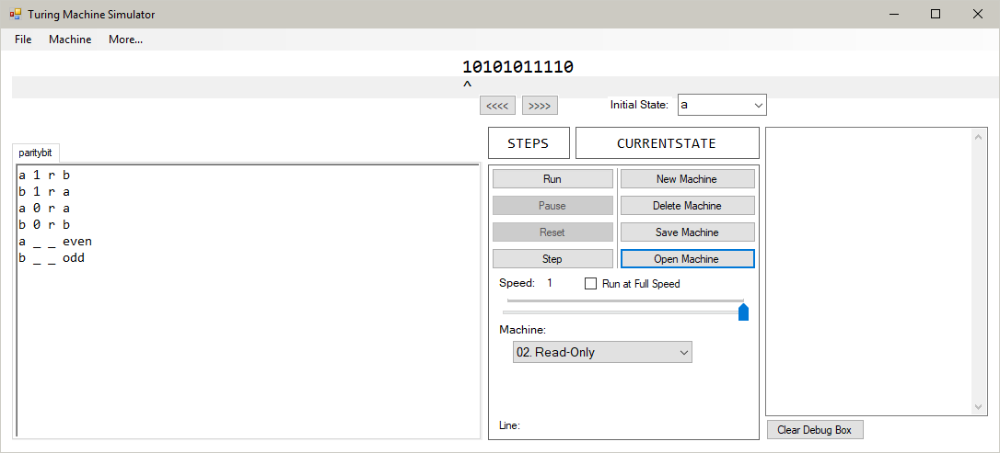 Turing Machine Simulator
File Machine More...
10101011110
^
<<<< >>>> Initial State: a
paritybit
a 1 r b
b 1 r a
a 0 r a
b 0 r b
a _ _ even
b _ _ odd
STEPS CURRENTSTATE
Run New Machine
Pause Delete Machine
Reset Save Machine
Step Open Machine
Speed: 1 Run at Full Speed
Machine:
02. Read-Only
Line:
Clear Debug Box